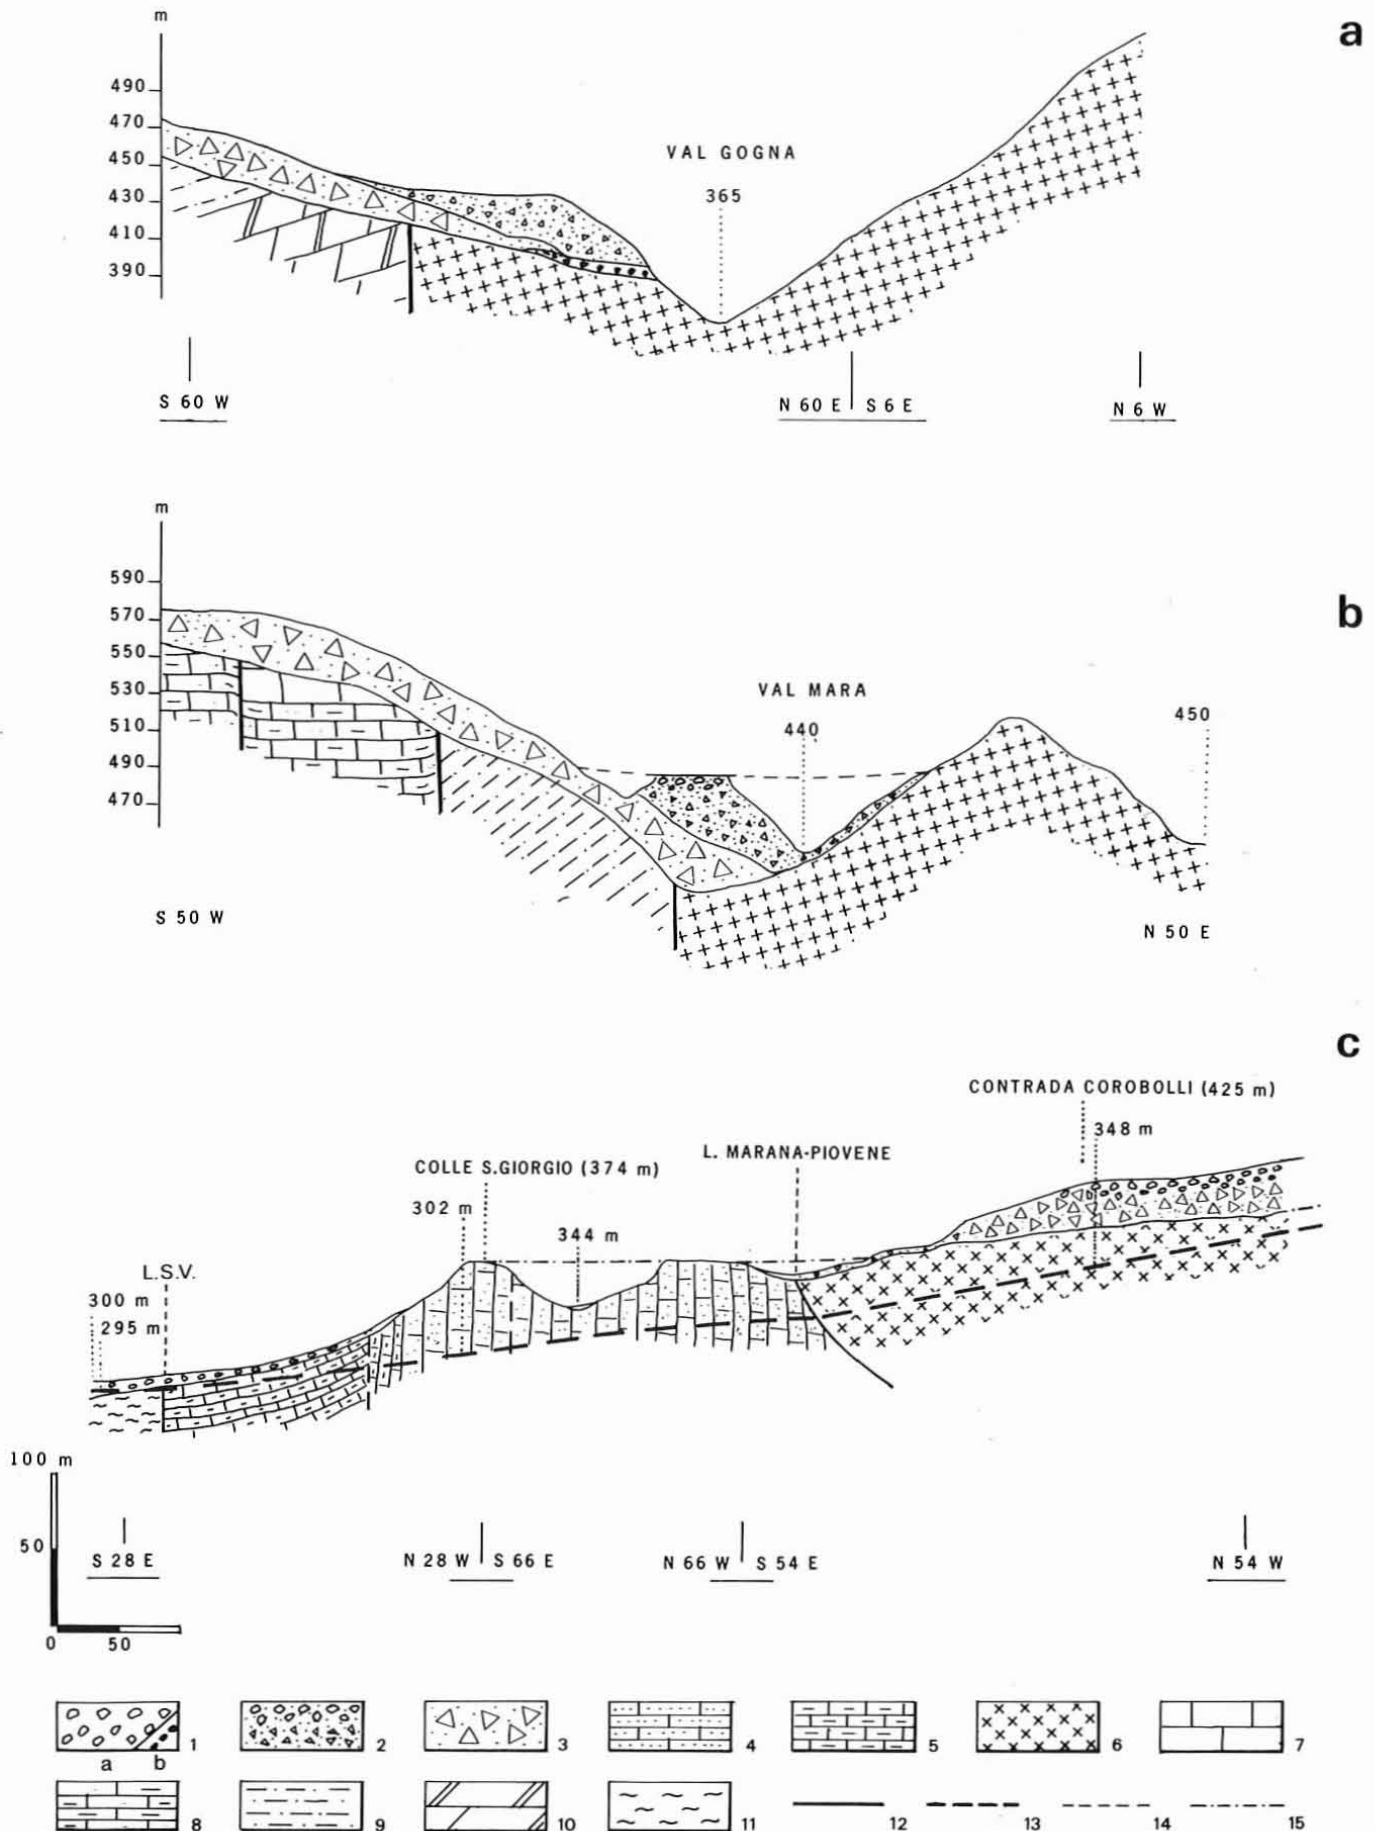 a
m
490
470
450
430
410
390
VAL GOGNA
365
S 60 W
N 60 E S 6 E
N 6 W
b
m
590
570
550
530
510
490
470
VAL MARA
440
450
S 50 W
N 50 E
c
CONTRADA COROBOLLI (425 m)
348 m
L. MARANA-PIOVENE
COLLE S.GIORGIO (374 m)
302 m
344 m
L.S.V.
300 m
295 m
100 m
50
0 50
S 28 E
N 28 W S 66 E
N 66 W S 54 E
N 54 W
1 2 3 4 5 6 7
a b
8 9 10 11 12 13 14 15